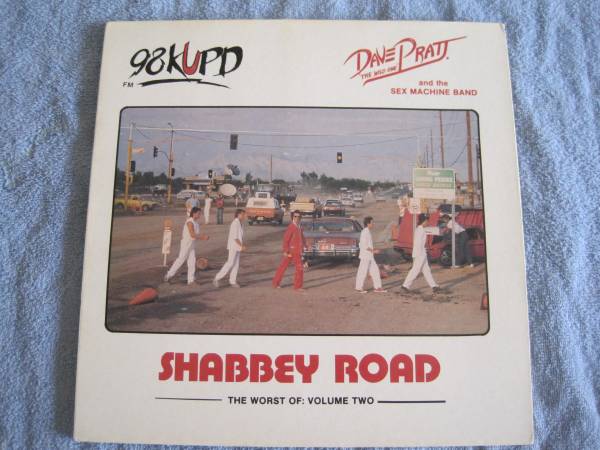 98KUPD
FM
DAVE PRATT
"THE WILD ONE"
and the
SEX MACHINE BAND
SHABBEY ROAD
THE WORST OF: VOLUME TWO